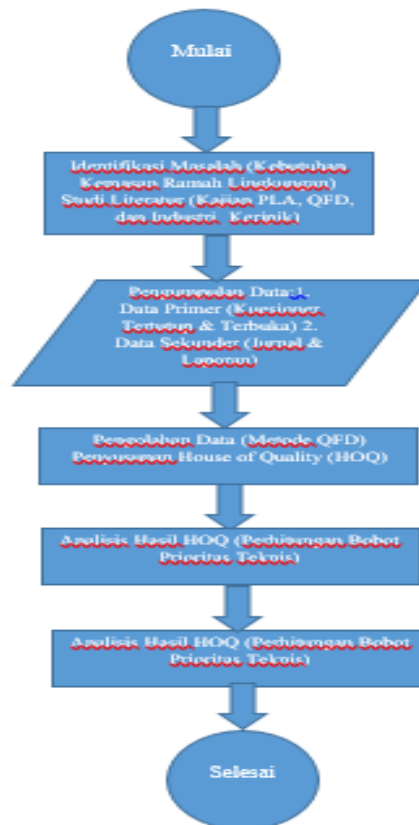 Mulai
Identifikasi Masalah (Kebutuhan
Kemasan Ramah Lingkungan)
Studi Literatur (Kajian PLA, QFD,
dan Industri Keripik)
Pengumpulan Data:1.
Data Primer (Kuesioner
Tertutup & Terbuka) 2.
Data Sekunder (Jurnal &
Laporan)
Pengolahan Data (Metode QFD)
Penyusunan House of Quality (HOQ)
Analisis Hasil HOQ (Perhitungan Bobot
Prioritas Teknis)
Analisis Hasil HOQ (Perhitungan Bobot
Prioritas Teknis)
Selesai